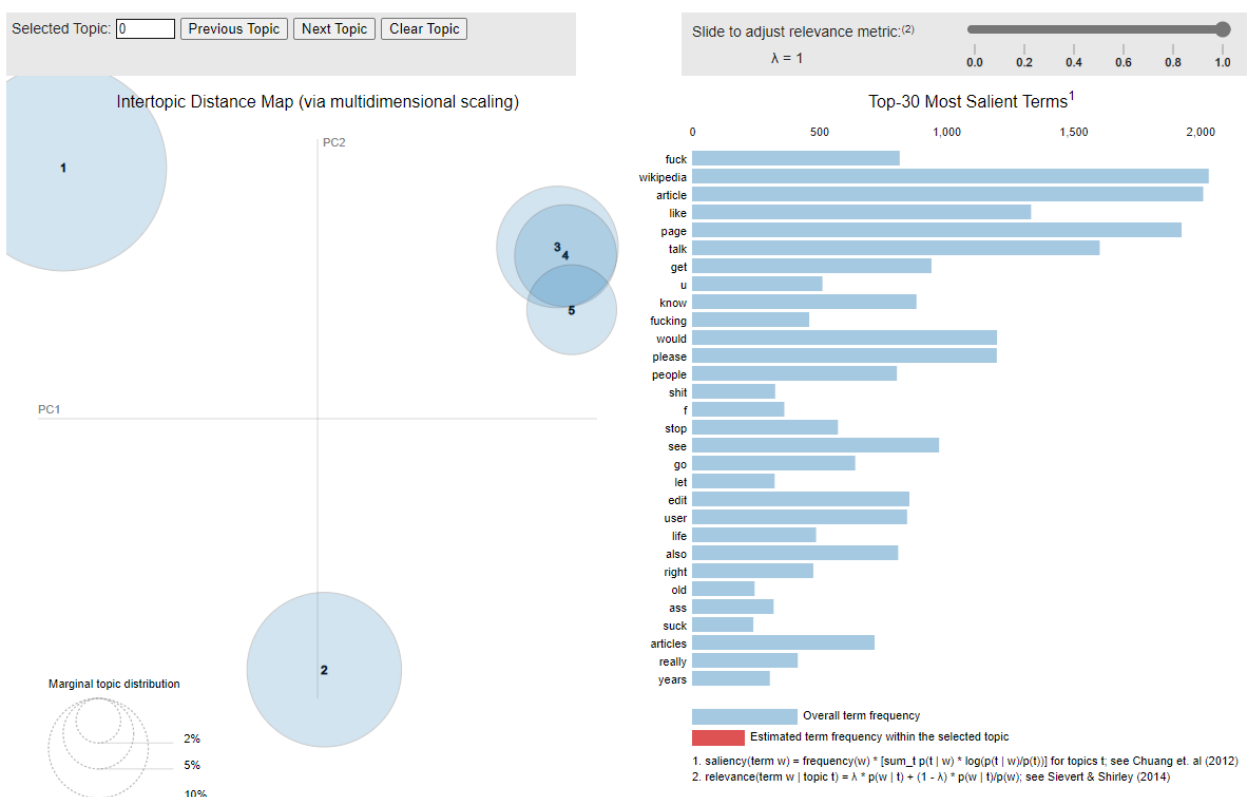 Selected Topic: 0 Previous Topic Next Topic Clear Topic
Slide to adjust relevance metric:(2)
λ = 1
0.0 0.2 0.4 0.6 0.8 1.0
Intertopic Distance Map (via multidimensional scaling)
PC2
PC1
1
3
4
5
2
Marginal topic distribution
2%
5%
10%
Top-30 Most Salient Terms1
0 500 1,000 1,500 2,000
fuck
wikipedia
article
like
page
talk
get
u
know
fucking
would
please
people
shit
f
stop
see
go
let
edit
user
life
also
right
old
ass
suck
articles
really
years
Overall term frequency
Estimated term frequency within the selected topic
1. saliency(term w) = frequency(w) * [sum_t p(t | w) * log(p(t | w)/p(t))] for topics t; see Chuang et. al (2012)
2. relevance(term w | topic t) = λ * p(w | t) + (1 - λ) * p(w | t)/p(w); see Sievert & Shirley (2014)